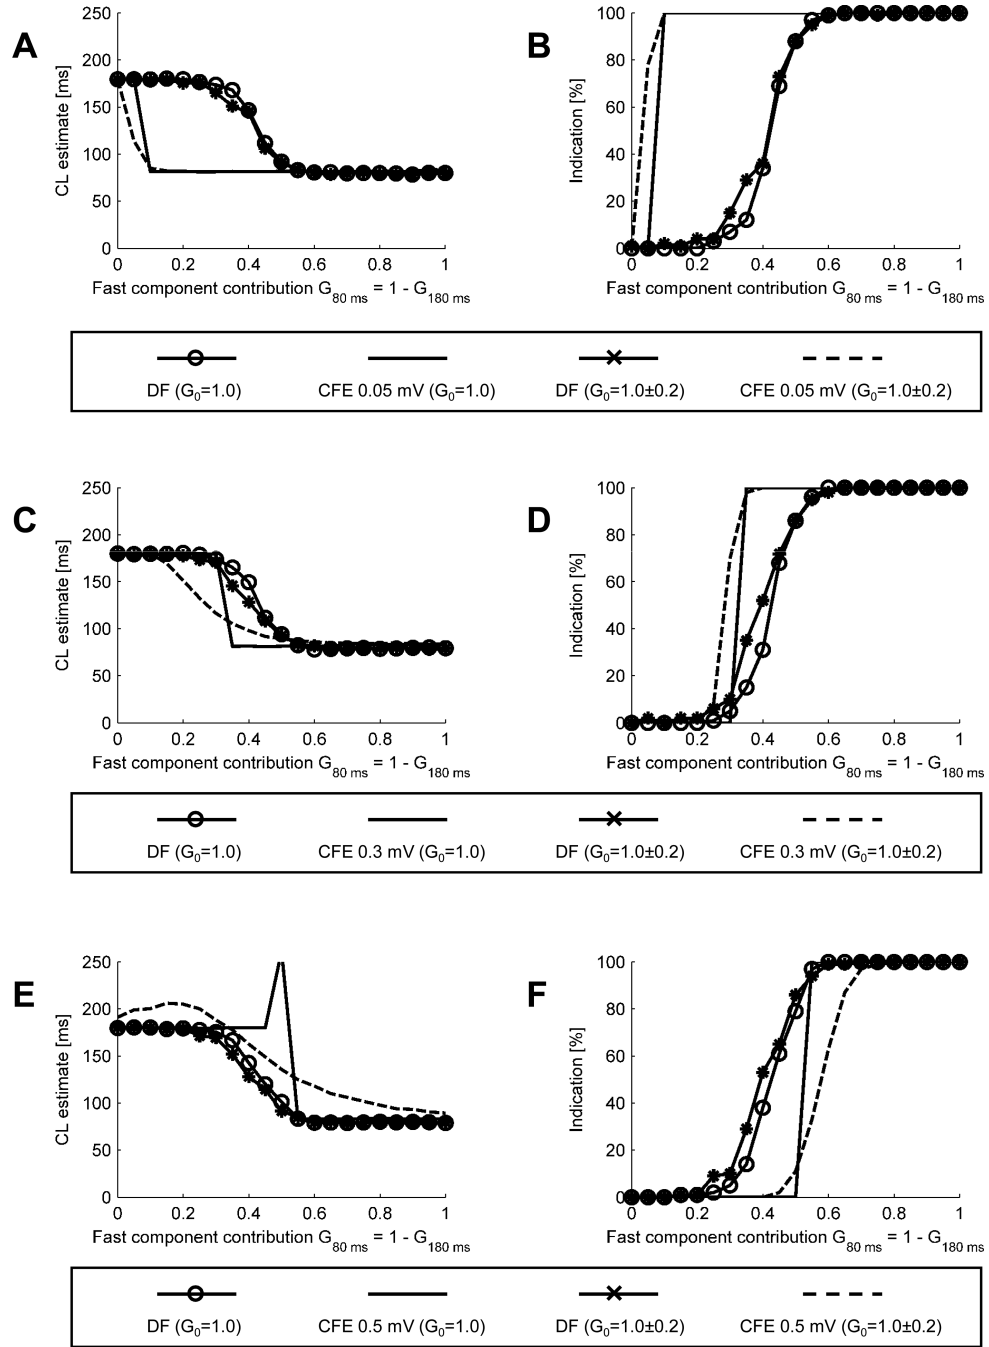 A
250
200
150
100
50
0
CL estimate [ms]
0 0.2 0.4 0.6 0.8 1
Fast component contribution G80 ms = 1 - G180 ms
B
100
80
60
40
20
0
Indication [%]
0 0.2 0.4 0.6 0.8 1
Fast component contribution G80 ms = 1 - G180 ms
DF (G0=1.0) CFE 0.05 mV (G0=1.0) DF (G0=1.0±0.2) CFE 0.05 mV (G0=1.0±0.2)
C
250
200
150
100
50
0
CL estimate [ms]
0 0.2 0.4 0.6 0.8 1
Fast component contribution G80 ms = 1 - G180 ms
D
100
80
60
40
20
0
Indication [%]
0 0.2 0.4 0.6 0.8 1
Fast component contribution G80 ms = 1 - G180 ms
DF (G0=1.0) CFE 0.3 mV (G0=1.0) DF (G0=1.0±0.2) CFE 0.3 mV (G0=1.0±0.2)
E
250
200
150
100
50
0
CL estimate [ms]
0 0.2 0.4 0.6 0.8 1
Fast component contribution G80 ms = 1 - G180 ms
F
100
80
60
40
20
0
Indication [%]
0 0.2 0.4 0.6 0.8 1
Fast component contribution G80 ms = 1 - G180 ms
DF (G0=1.0) CFE 0.5 mV (G0=1.0) DF (G0=1.0±0.2) CFE 0.5 mV (G0=1.0±0.2)